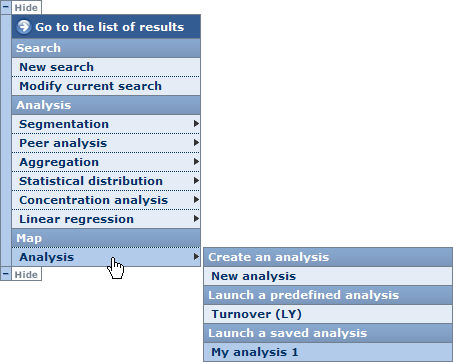 Hide
Go to the list of results
Search
New search
Modify current search
Analysis
Segmentation
Peer analysis
Aggregation
Statistical distribution
Concentration analysis
Linear regression
Map
Analysis
Hide
Create an analysis
New analysis
Launch a predefined analysis
Turnover (LY)
Launch a saved analysis
My analysis 1